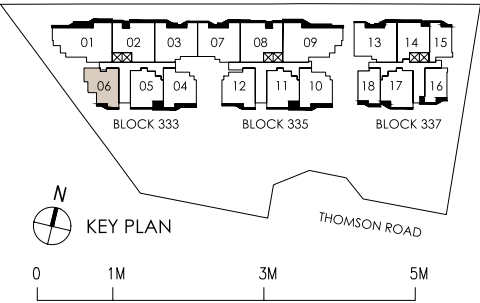 01 02 03 07 08 09 13 14 15
06 05 04 12 11 10 18 17 16
BLOCK 333 BLOCK 335 BLOCK 337
N
KEY PLAN
THOMSON ROAD
0 1M 3M 5M